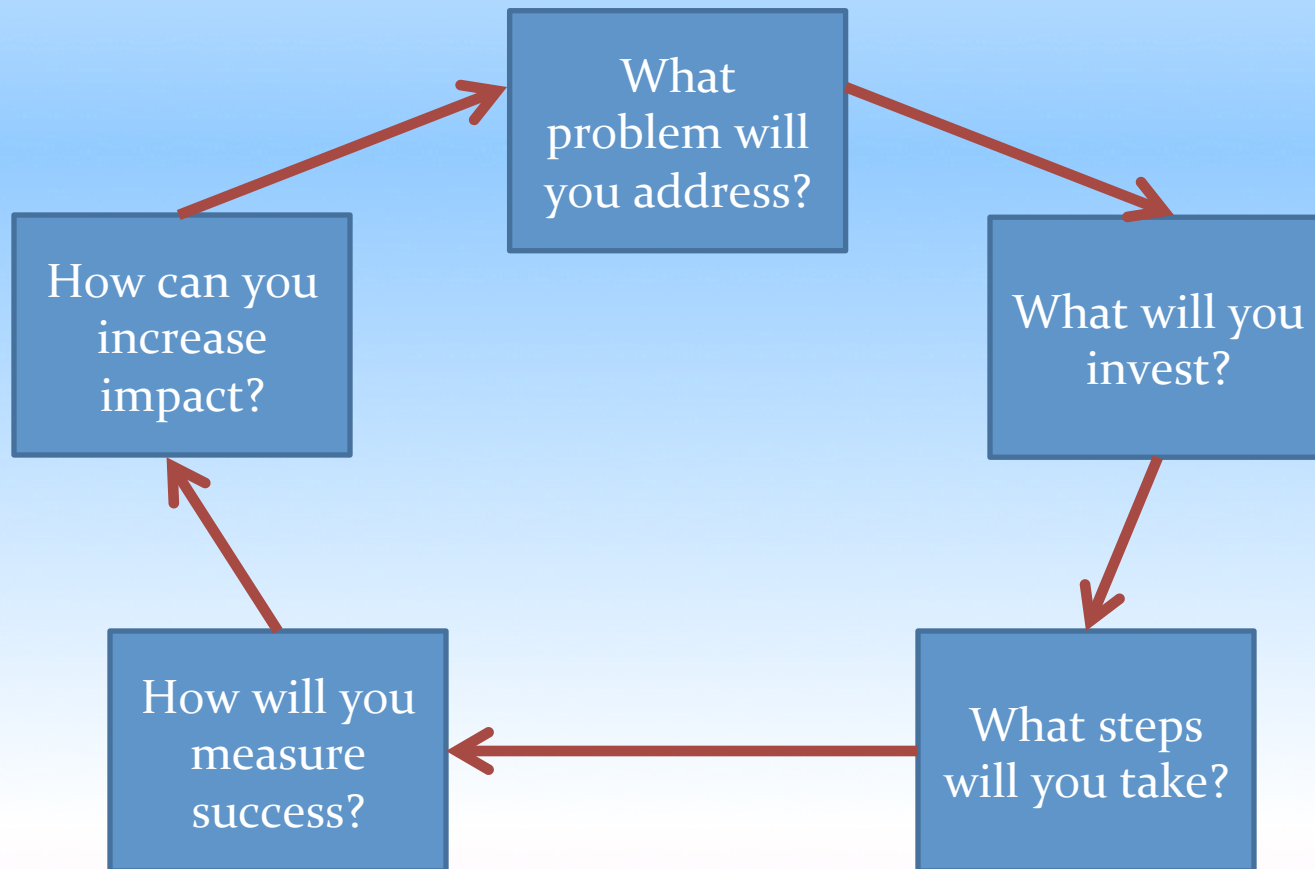 What
problem will
you address?
What will you
invest?
What steps
will you take?
How will you
measure
success?
How can you
increase
impact?